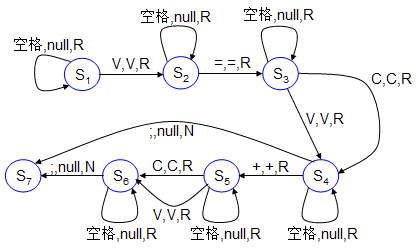 空格,null,R
空格,null,R
空格,null,R
S1
V,V,R
S2
=,=,R
S3
C,C,R
V,V,R
;,null,N
S7
;,null,N
S6
C,C,R
S5
+,+,R
S4
V,V,R
空格,null,R
空格,null,R
空格,null,R